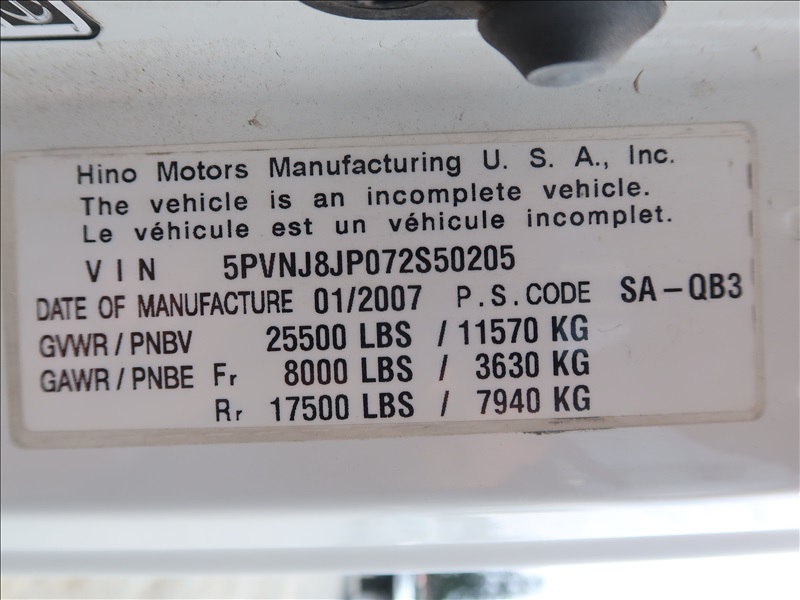 Hino Motors Manufacturing U. S. A., Inc.
The vehicle is an incomplete vehicle.
Le véhicule est un véhicule incomplet.
VIN 5PVNJ8JP072S50205
DATE OF MANUFACTURE 01/2007 P.S.CODE SA-QB3
GVWR/PNBV 25500 LBS / 11570 KG
GAWR/PNBE Fr 8000 LBS / 3630 KG
Rr 17500 LBS / 7940 KG